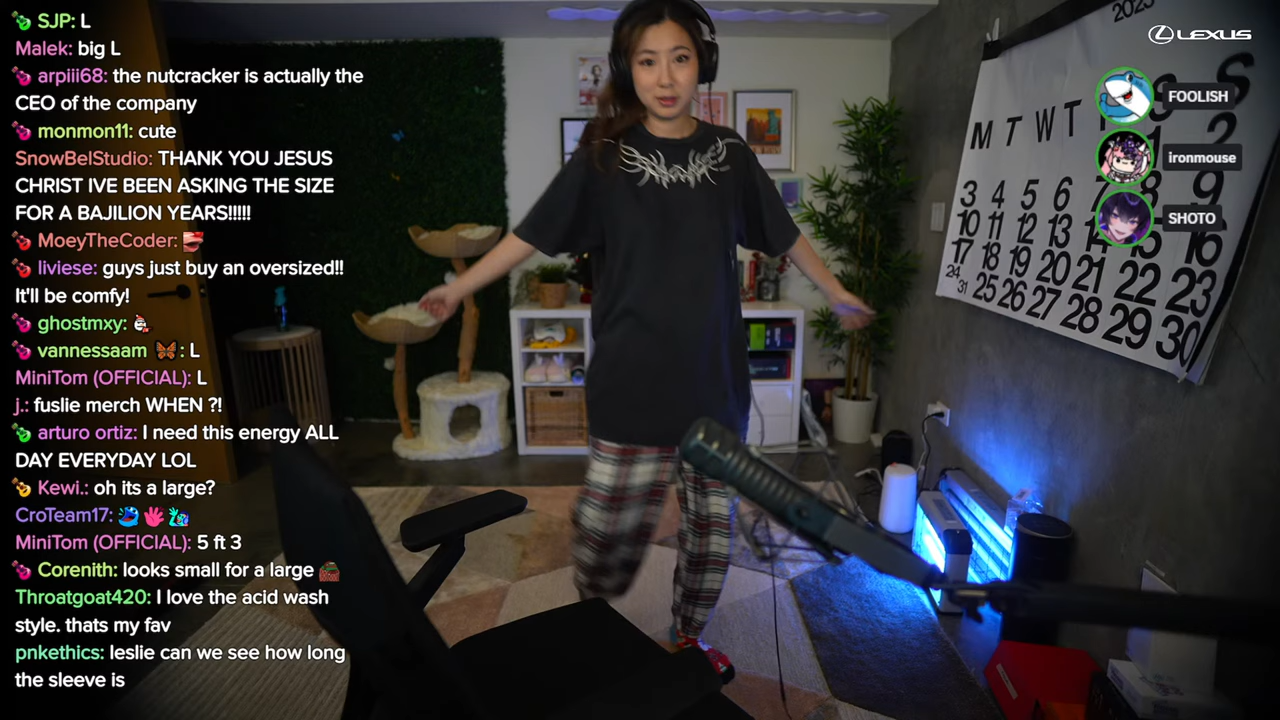 SJP: L
Malek: big L
arpiii68: the nutcracker is actually the
CEO of the company
monmon11: cute
SnowBelStudio: THANK YOU JESUS
CHRIST IVE BEEN ASKING THE SIZE
FOR A BAJILION YEARS!!!!!
MoeyTheCoder:
liviese: guys just buy an oversized!!
It'll be comfy!
ghostmxy:
vannessaam : L
MiniTom (OFFICIAL): L
j.: fuslie merch WHEN ?!
arturo ortiz: I need this energy ALL
DAY EVERYDAY LOL
Kewi.: oh its a large?
CroTeam17:
MiniTom (OFFICIAL): 5 ft 3
Corenith: looks small for a large
Throatgoat420: I love the acid wash
style. thats my fav
pnkethics: leslie can we see how long
the sleeve is
LEXUS
FOOLISH
ironmouse
SHOTO
2023
M T W T S
1 2
3 4 5 6 7 8 9
10 11 12 13 14 15 16
17 18 19 20 21 22 23
24 25 26 27 28 29 30
31